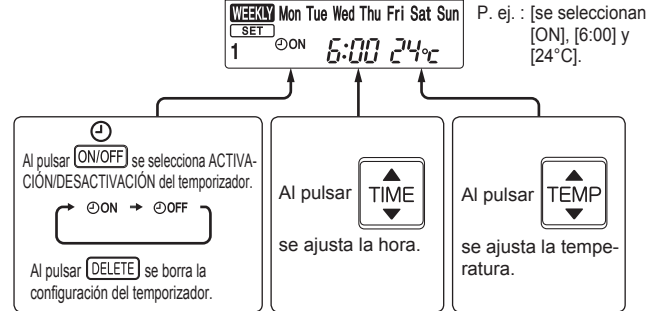 WEEKLY Mon Tue Wed Thu Fri Sat Sun
SET
1 ON 6:00 24°C
P. ej. : [se seleccionan
[ON], [6:00] y
[24°C].
Al pulsar ON/OFF se selecciona ACTIVA-
CIÓN/DESACTIVACIÓN del temporizador.
ON → OFF
Al pulsar DELETE se borra la
configuración del temporizador.
Al pulsar TIME
se ajusta la hora.
Al pulsar TEMP
se ajusta la tempe-
ratura.